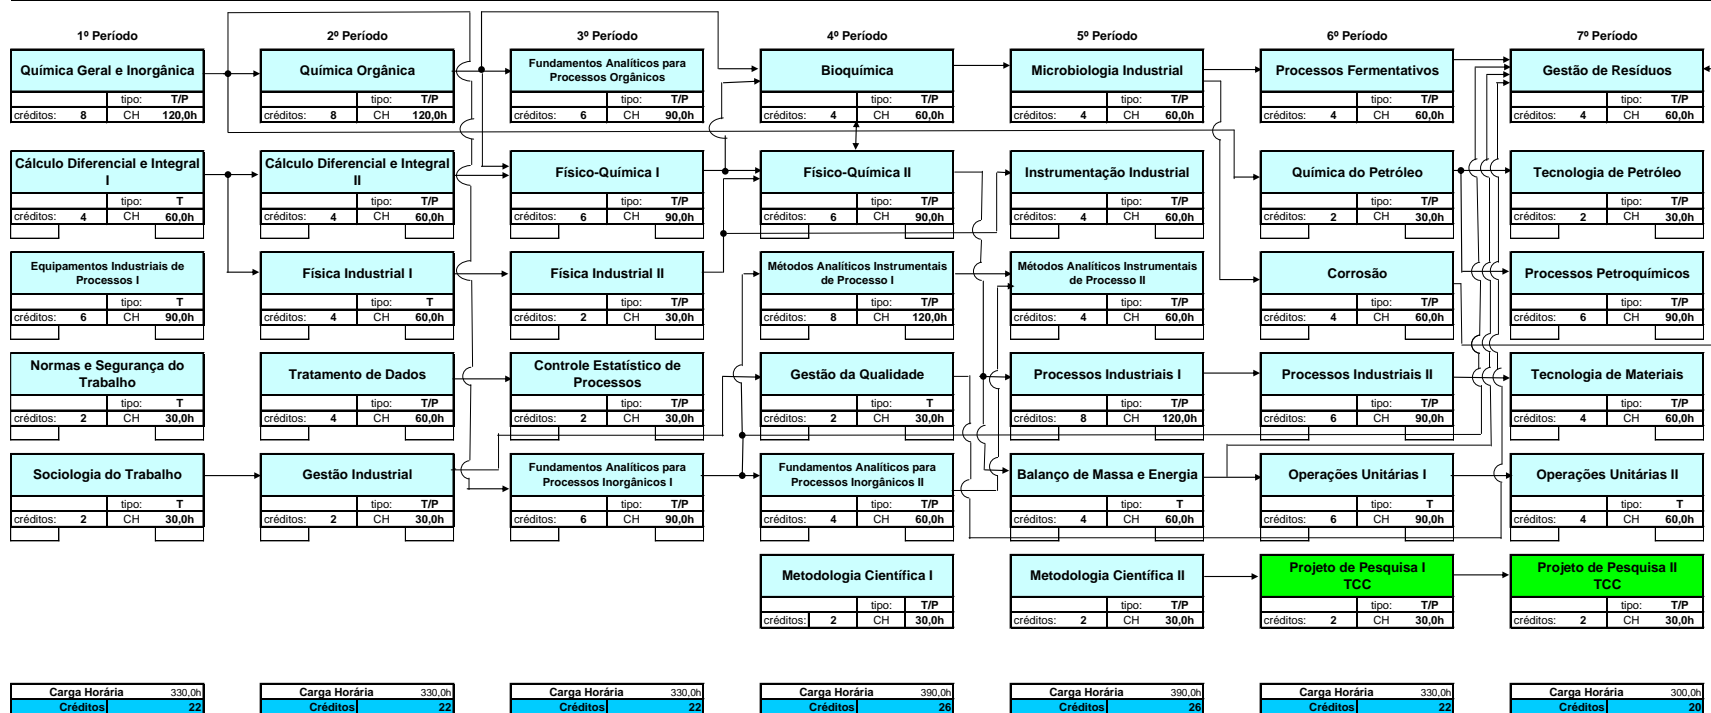 1º Período
2º Período
3º Período
4º Período
5º Período
6º Período
7º Período
Química Geral e Inorgânica
tipo: T/P
créditos: 8 CH 120,0h
Química Orgânica
tipo: T/P
créditos: 8 CH 120,0h
Fundamentos Analíticos para
Processos Orgânicos
tipo: T/P
créditos: 6 CH 90,0h
Bioquímica
tipo: T/P
créditos: 4 CH 60,0h
Microbiologia Industrial
tipo: T/P
créditos: 4 CH 60,0h
Processos Fermentativos
tipo: T/P
créditos: 4 CH 60,0h
Gestão de Resíduos
tipo: T/P
créditos: 4 CH 60,0h
Cálculo Diferencial e Integral
I
tipo: T
créditos: 4 CH 60,0h
Cálculo Diferencial e Integral
II
tipo: T/P
créditos: 4 CH 60,0h
Físico-Química I
tipo: T/P
créditos: 6 CH 90,0h
Físico-Química II
tipo: T/P
créditos: 6 CH 90,0h
Instrumentação Industrial
tipo: T/P
créditos: 4 CH 60,0h
Química do Petróleo
tipo: T/P
créditos: 2 CH 30,0h
Tecnologia de Petróleo
tipo: T/P
créditos: 2 CH 30,0h
Equipamentos Industriais de
Processos I
tipo: T
créditos: 6 CH 90,0h
Física Industrial I
tipo: T
créditos: 4 CH 60,0h
Física Industrial II
tipo: T/P
créditos: 2 CH 30,0h
Métodos Analíticos Instrumentais
de Processo I
tipo: T/P
créditos: 8 CH 120,0h
Métodos Analíticos Instrumentais
de Processo II
tipo: T/P
créditos: 4 CH 60,0h
Corrosão
tipo: T/P
créditos: 4 CH 60,0h
Processos Petroquímicos
tipo: T/P
créditos: 6 CH 90,0h
Normas e Segurança do
Trabalho
tipo: T
créditos: 2 CH 30,0h
Tratamento de Dados
tipo: T/P
créditos: 4 CH 60,0h
Controle Estatístico de
Processos
tipo: T/P
créditos: 2 CH 30,0h
Gestão da Qualidade
tipo: T
créditos: 2 CH 30,0h
Processos Industriais I
tipo: T/P
créditos: 8 CH 120,0h
Processos Industriais II
tipo: T/P
créditos: 6 CH 90,0h
Tecnologia de Materiais
tipo: T/P
créditos: 4 CH 60,0h
Sociologia do Trabalho
tipo: T
créditos: 2 CH 30,0h
Gestão Industrial
tipo: T/P
créditos: 2 CH 30,0h
Fundamentos Analíticos para
Processos Inorgânicos I
tipo: T/P
créditos: 6 CH 90,0h
Fundamentos Analíticos para
Processos Inorgânicos II
tipo: T/P
créditos: 4 CH 60,0h
Balanço de Massa e Energia
tipo: T
créditos: 4 CH 60,0h
Operações Unitárias I
tipo: T
créditos: 6 CH 90,0h
Operações Unitárias II
tipo: T
créditos: 4 CH 60,0h
Metodologia Científica I
tipo: T/P
créditos: 2 CH 30,0h
Metodologia Científica II
tipo: T/P
créditos: 2 CH 30,0h
Projeto de Pesquisa I
TCC
tipo: T/P
créditos: 2 CH 30,0h
Projeto de Pesquisa II
TCC
tipo: T/P
créditos: 2 CH 30,0h
Carga Horária 330,0h
Créditos 22
Carga Horária 330,0h
Créditos 22
Carga Horária 330,0h
Créditos 22
Carga Horária 390,0h
Créditos 26
Carga Horária 390,0h
Créditos 26
Carga Horária 330,0h
Créditos 22
Carga Horária 300,0h
Créditos 20